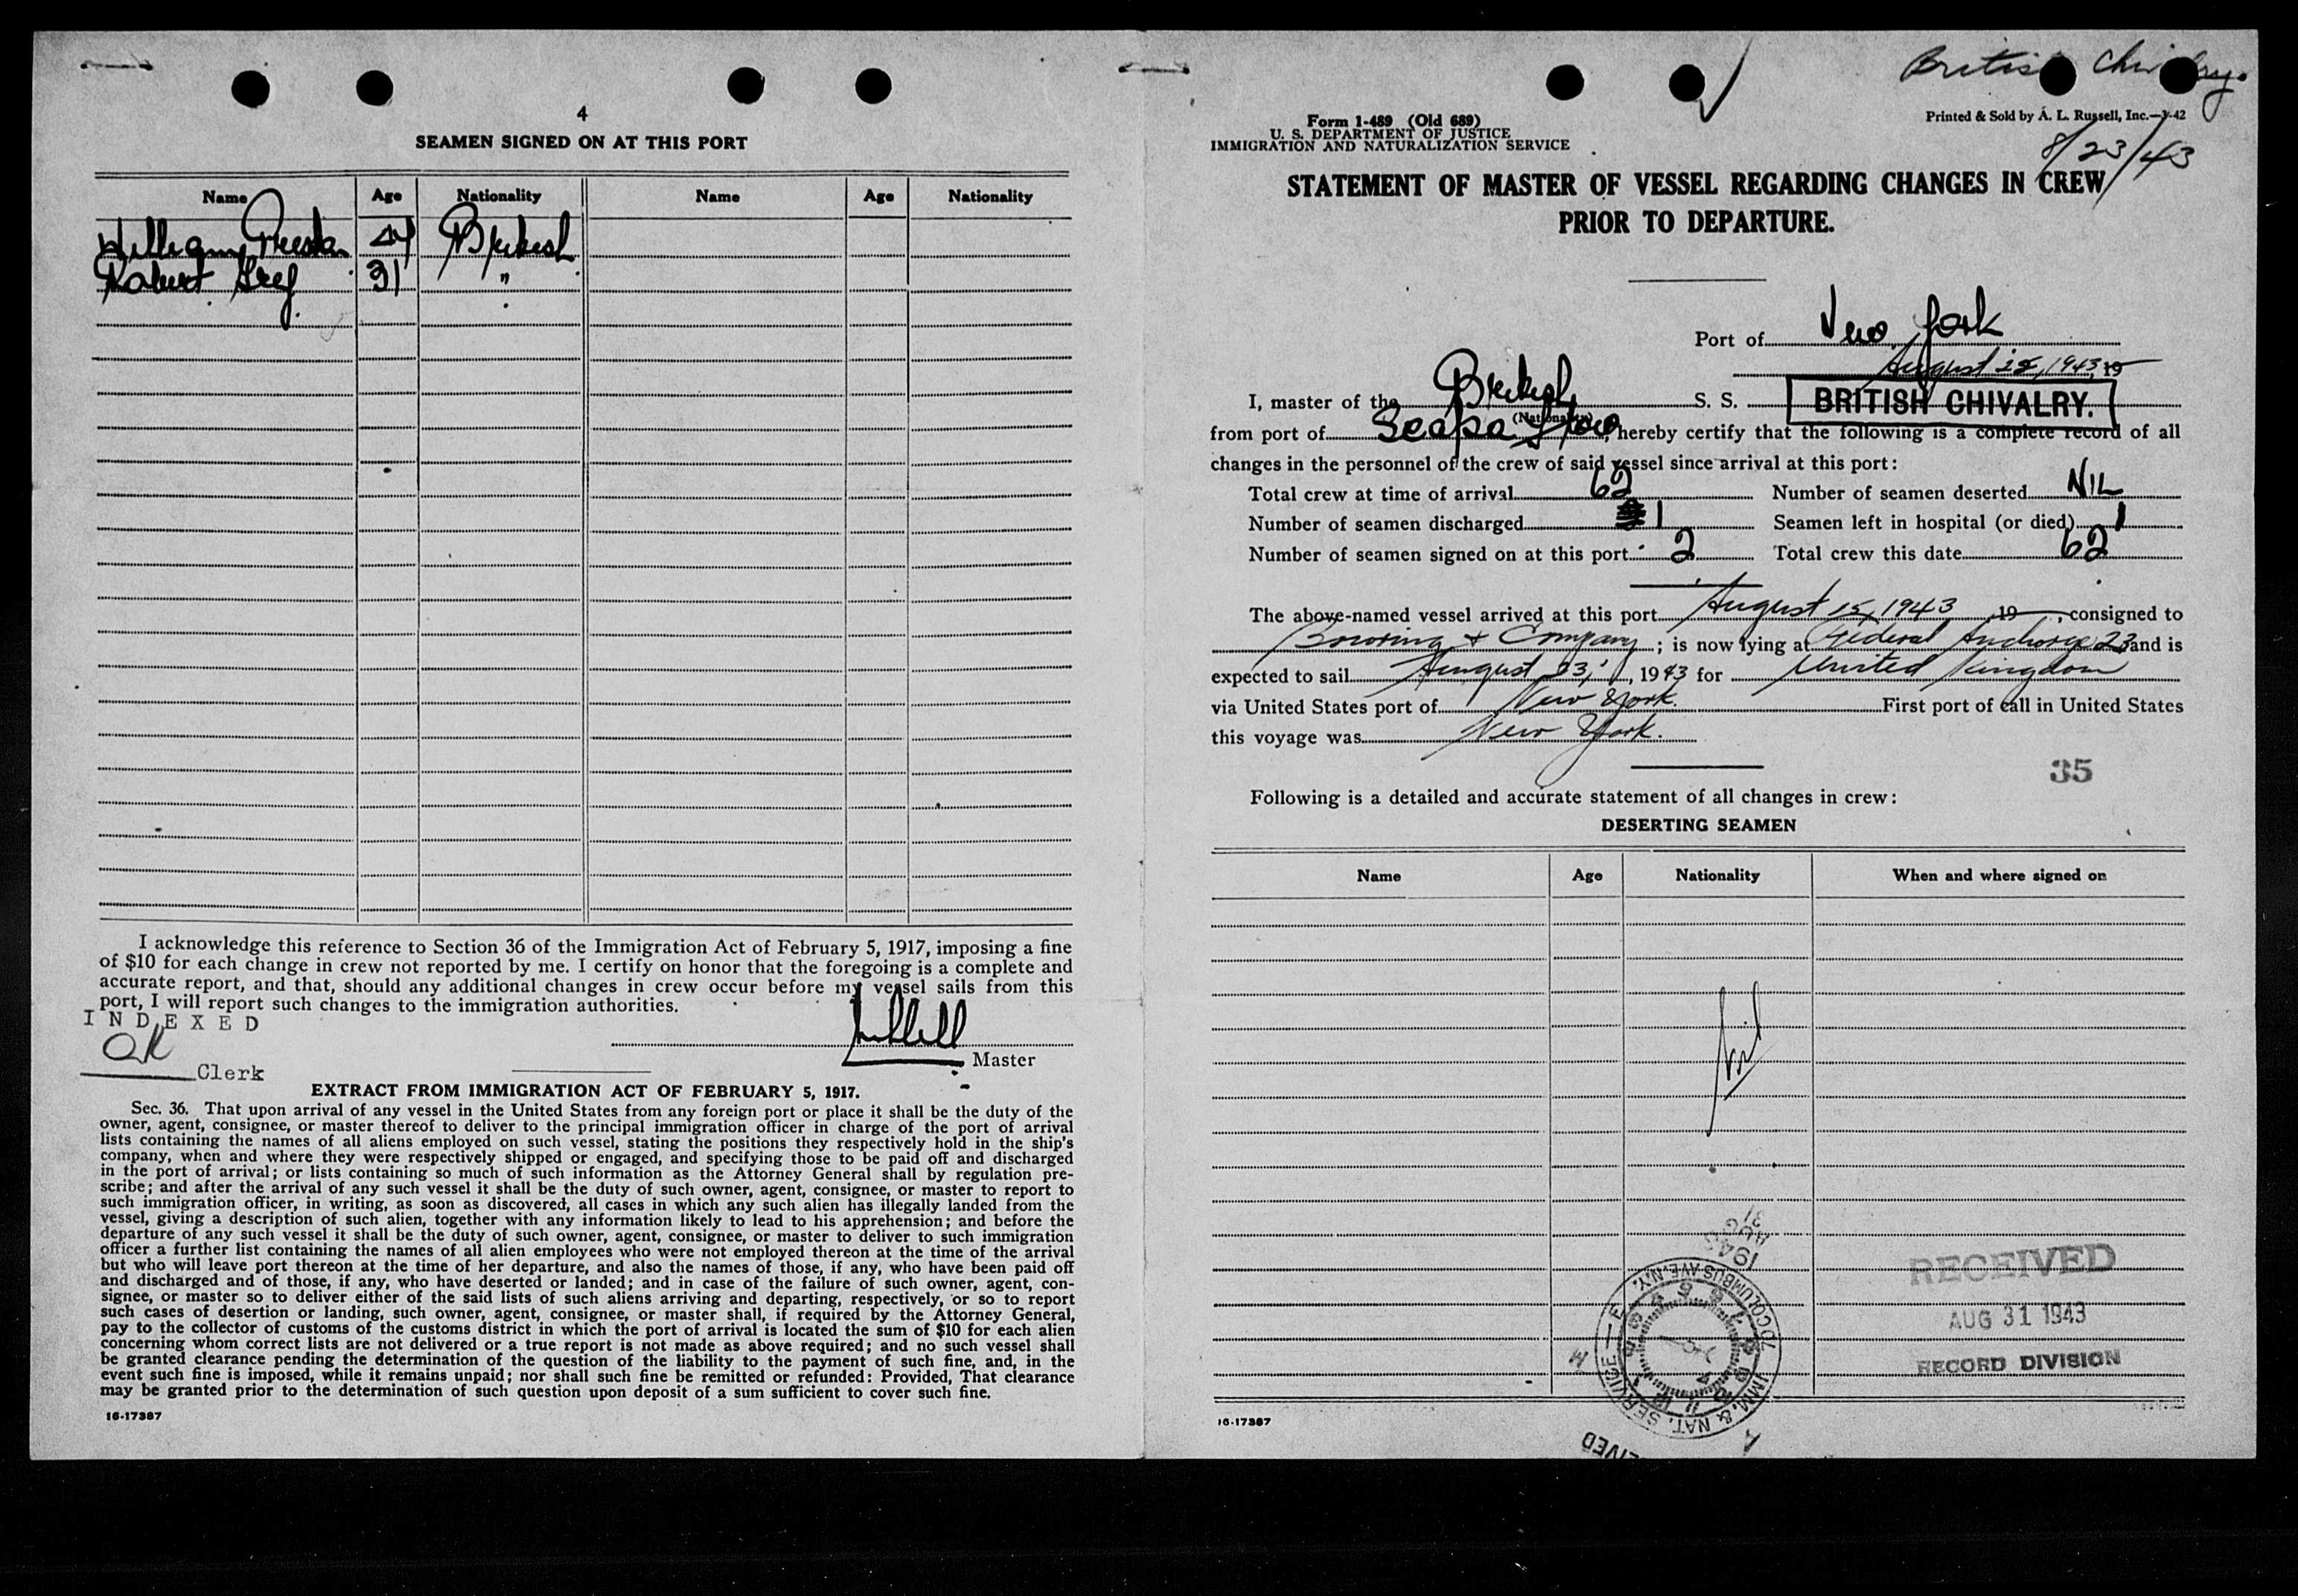 4
SEAMEN SIGNED ON AT THIS PORT
Name Age Nationality Name Age Nationality
William 44 British
Robert 31 "
I acknowledge this reference to Section 36 of the Immigration Act of February 5, 1917, imposing a fine
of $10 for each change in crew not reported by me. I certify on honor that the foregoing is a complete and
accurate report, and that, should any additional changes in crew occur before my vessel sails from this
port, I will report such changes to the immigration authorities.
INDEXED
OK
Clerk
Master
EXTRACT FROM IMMIGRATION ACT OF FEBRUARY 5, 1917.
Sec. 36. That upon arrival of any vessel in the United States from any foreign port or place it shall be the duty of the
owner, agent, consignee, or master thereof to deliver to the principal immigration officer in charge of the port of arrival
lists containing the names of all aliens employed on such vessel, stating the positions they respectively hold in the ship's
company, when and where they were respectively shipped or engaged, and specifying those to be paid off and discharged
in the port of arrival; or lists containing so much of such information as the Attorney General shall by regulation pre-
scribe; and after the arrival of any such vessel it shall be the duty of such owner, agent, consignee, or master to report to
such immigration officer, in writing, as soon as discovered, all cases in which any such alien has illegally landed from the
vessel, giving a description of such alien, together with any information likely to lead to his apprehension; and before the
departure of any such vessel it shall be the duty of such owner, agent, consignee, or master to deliver to such immigration
officer a further list containing the names of all alien employees who were not employed thereon at the time of the arrival
but who will leave port thereon at the time of her departure, and also the names of those, if any, who have been paid off
and discharged and of those, if any, who have deserted or landed; and in case of the failure of such owner, agent, con-
signee, or master so to deliver either of the said lists of such aliens arriving and departing, respectively, or so to report
such cases of desertion or landing, such owner, agent, consignee, or master shall, if required by the Attorney General,
pay to the collector of customs of the customs district in which the port of arrival is located the sum of $10 for each alien
concerning whom correct lists are not delivered or a true report is not made as above required; and no such vessel shall
be granted clearance pending the determination of the question of the liability to the payment of such fine, and, in the
event such fine is imposed, while it remains unpaid; nor shall such fine be remitted or refunded: Provided, That clearance
may be granted prior to the determination of such question upon deposit of a sum sufficient to cover such fine.
16-17387
British Chivalry.
Form 1-489 (Old 689)
U. S. DEPARTMENT OF JUSTICE
IMMIGRATION AND NATURALIZATION SERVICE
Printed & Sold by A. L. Russell, Inc.—1-42
8/23/43
STATEMENT OF MASTER OF VESSEL REGARDING CHANGES IN CREW
PRIOR TO DEPARTURE.
Port of New York
August 1943, 19
I, master of the British S. S. BRITISH CHIVALRY.
(Nationality)
from port of Scapa Flow, hereby certify that the following is a complete record of all
changes in the personnel of the crew of said vessel since arrival at this port:
Total crew at time of arrival 62 Number of seamen deserted NIL
Number of seamen discharged 1 Seamen left in hospital (or died) 1
Number of seamen signed on at this port 2 Total crew this date 62
The above-named vessel arrived at this port August 15, 1943, 19 , consigned to
Bowring & Company; is now lying at Federal Anchorage 23 and is
expected to sail August 23, 1943 for United Kingdom
via United States port of New York. First port of call in United States
this voyage was New York.
35
Following is a detailed and accurate statement of all changes in crew:
DESERTING SEAMEN
Name Age Nationality When and where signed on
Nil
1943
AUG
31
COLUMBUS AVE. N.Y.
IMM. & NAT. SERVICE
RECEIVED
AUG 31 1943
RECORD DIVISION
16-17387